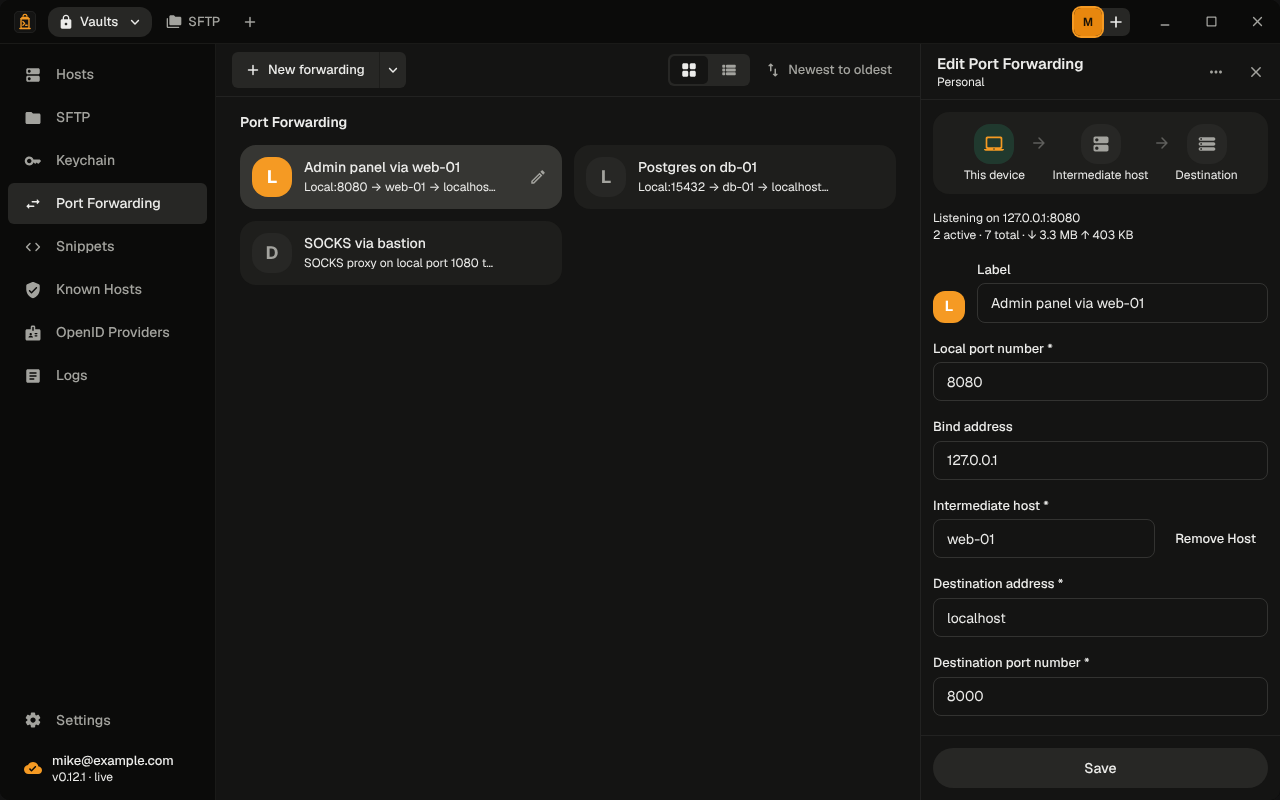 Vaults
SFTP
M
Hosts
SFTP
Keychain
Port Forwarding
Snippets
Known Hosts
OpenID Providers
Logs
Settings
mike@example.com
v0.12.1 · live
New forwarding
Newest to oldest
Port Forwarding
L
Admin panel via web-01
Local:8080 → web-01 → localhos…
L
Postgres on db-01
Local:15432 → db-01 → localhost…
D
SOCKS via bastion
SOCKS proxy on local port 1080 t…
Edit Port Forwarding
Personal
This device
Intermediate host
Destination
Listening on 127.0.0.1:8080
2 active · 7 total · ↓ 3.3 MB ↑ 403 KB
Label
L
Admin panel via web-01
Local port number *
8080
Bind address
127.0.0.1
Intermediate host *
web-01
Remove Host
Destination address *
localhost
Destination port number *
8000
Save